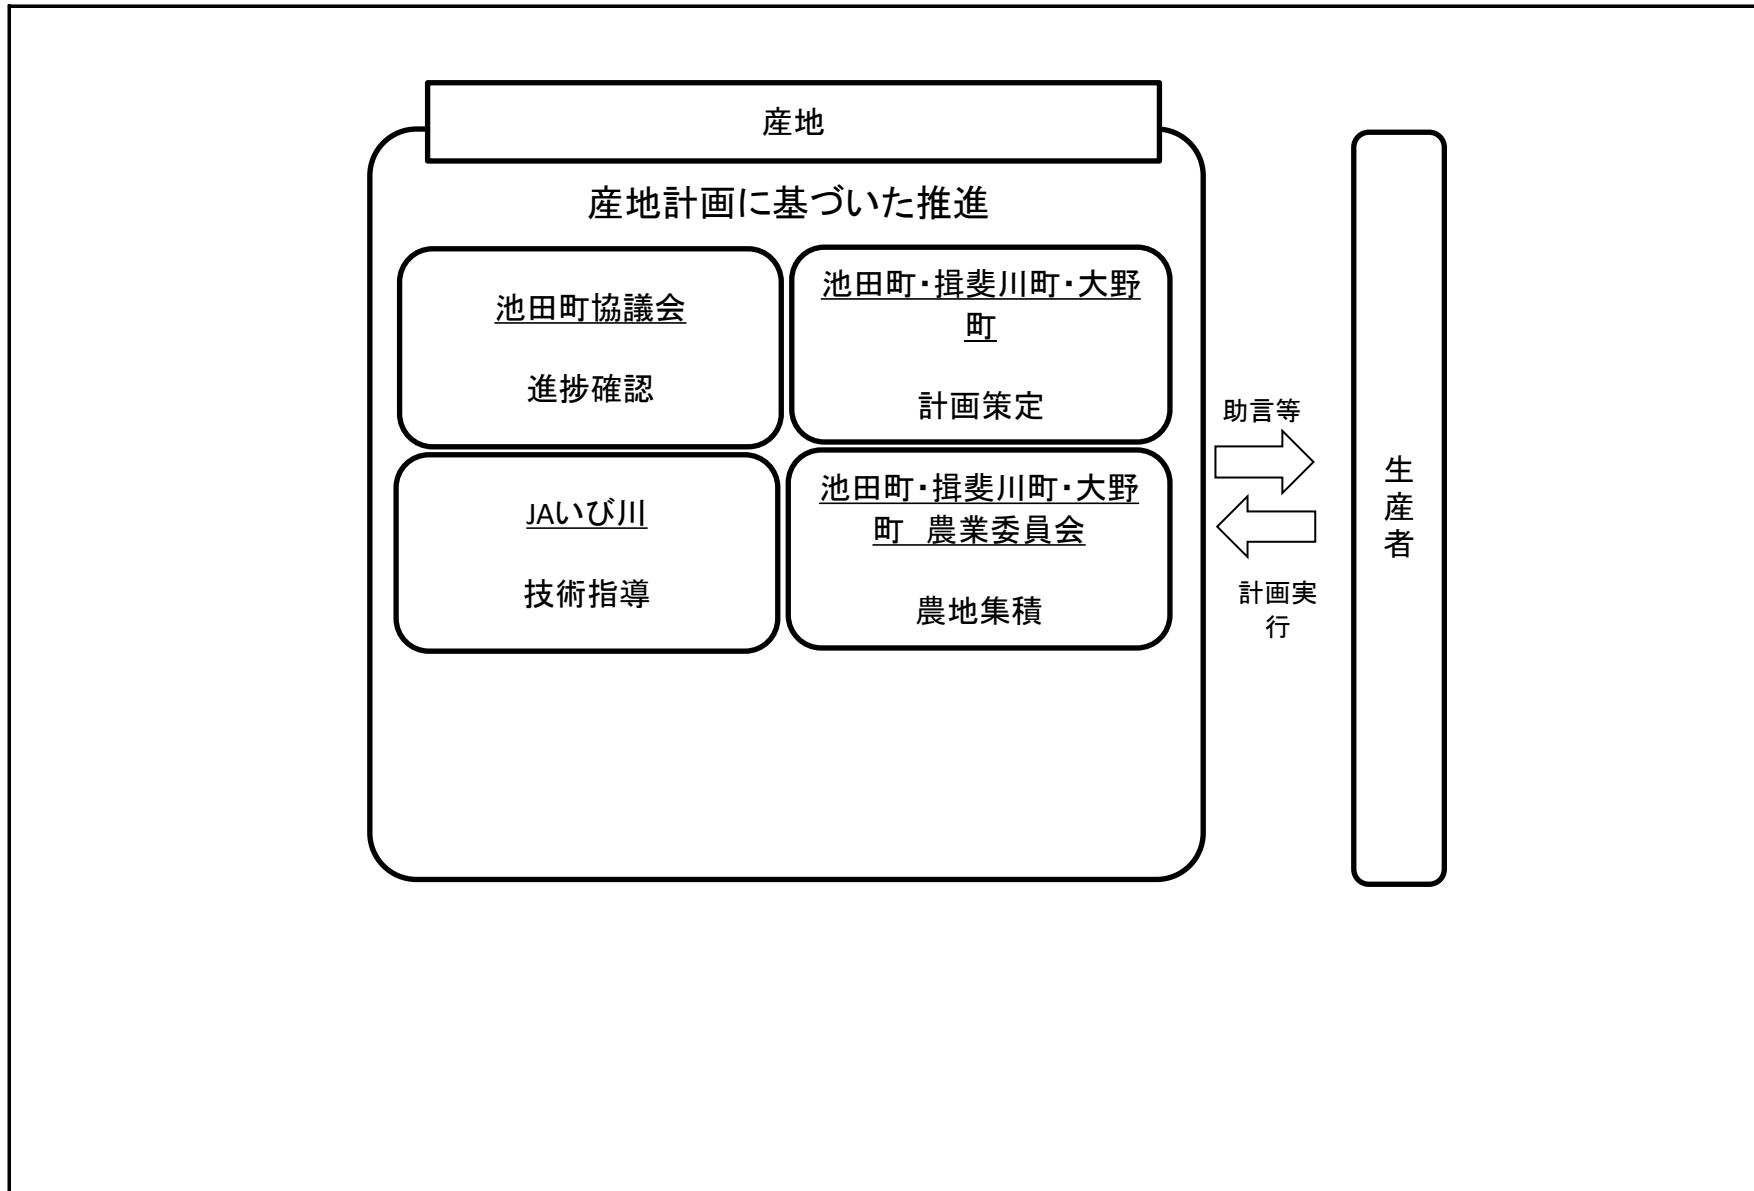 産地
産地計画に基づいた推進
池田町協議会
進捗確認
池田町・揖斐川町・大野
町
計画策定
JAいび川
技術指導
池田町・揖斐川町・大野
町　農業委員会
農地集積
助言等
計画実
行
生産者